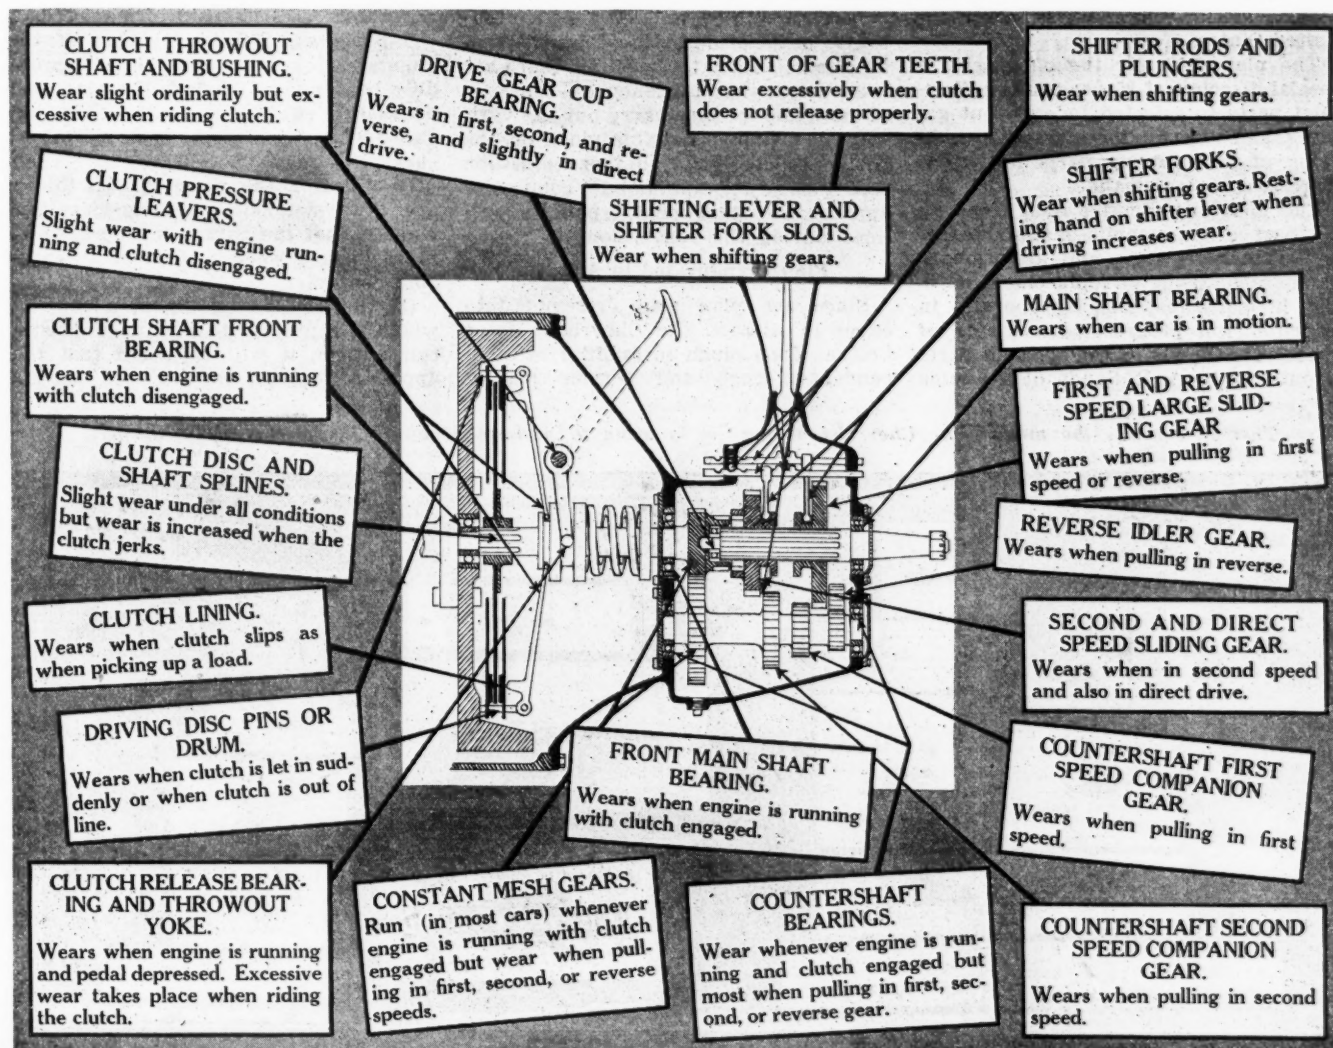 CLUTCH THROWOUT
SHAFT AND BUSHING.
Wear slight ordinarily but ex-
cessive when riding clutch.
DRIVE GEAR CUP
BEARING.
Wears in first, second, and re-
verse, and slightly in direct
drive.
FRONT OF GEAR TEETH.
Wear excessively when clutch
does not release properly.
SHIFTER RODS AND
PLUNGERS.
Wear when shifting gears.
CLUTCH PRESSURE
LEAVERS.
Slight wear with engine run-
ning and clutch disengaged.
SHIFTING LEVER AND
SHIFTER FORK SLOTS.
Wear when shifting gears.
SHIFTER FORKS.
Wear when shifting gears. Rest-
ing hand on shifter lever when
driving increases wear.
CLUTCH SHAFT FRONT
BEARING.
Wears when engine is running
with clutch disengaged.
MAIN SHAFT BEARING.
Wears when car is in motion.
FIRST AND REVERSE
SPEED LARGE SLID-
ING GEAR
Wears when pulling in first
speed or reverse.
CLUTCH DISC AND
SHAFT SPLINES.
Slight wear under all conditions
but wear is increased when the
clutch jerks.
REVERSE IDLER GEAR.
Wears when pulling in reverse.
CLUTCH LINING.
Wears when clutch slips as
when picking up a load.
SECOND AND DIRECT
SPEED SLIDING GEAR.
Wears when in second speed
and also in direct drive.
DRIVING DISC PINS OR
DRUM.
Wears when clutch is let in sud-
denly or when clutch is out of
line.
FRONT MAIN SHAFT
BEARING.
Wears when engine is running
with clutch engaged.
COUNTERSHAFT FIRST
SPEED COMPANION
GEAR.
Wears when pulling in first
speed.
CLUTCH RELEASE BEAR-
ING AND THROWOUT
YOKE.
Wears when engine is running
and pedal depressed. Excessive
wear takes place when riding
the clutch.
CONSTANT MESH GEARS.
Run (in most cars) whenever
engine is running with clutch
engaged but wear when pull-
ing in first, second, or reverse
speeds.
COUNTERSHAFT
BEARINGS.
Wear whenever engine is run-
ning and clutch engaged but
most when pulling in first, sec-
ond, or reverse gear.
COUNTERSHAFT SECOND
SPEED COMPANION
GEAR.
Wears when pulling in second
speed.